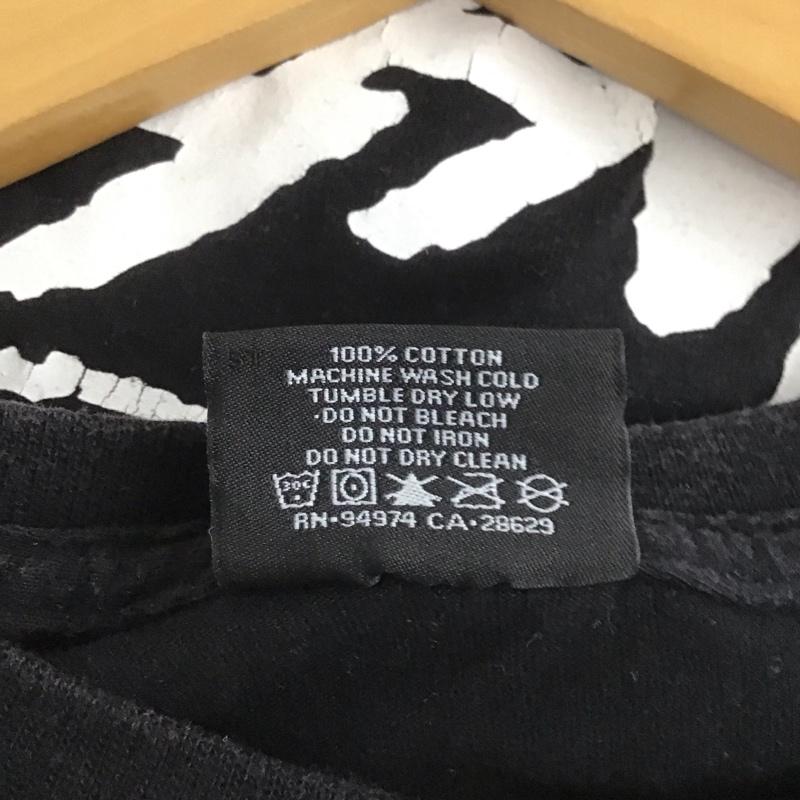 100% COTTON
MACHINE WASH COLD
TUMBLE DRY LOW
·DO NOT BLEACH
DO NOT IRON
DO NOT DRY CLEAN
30C
RN·94974 CA·28629